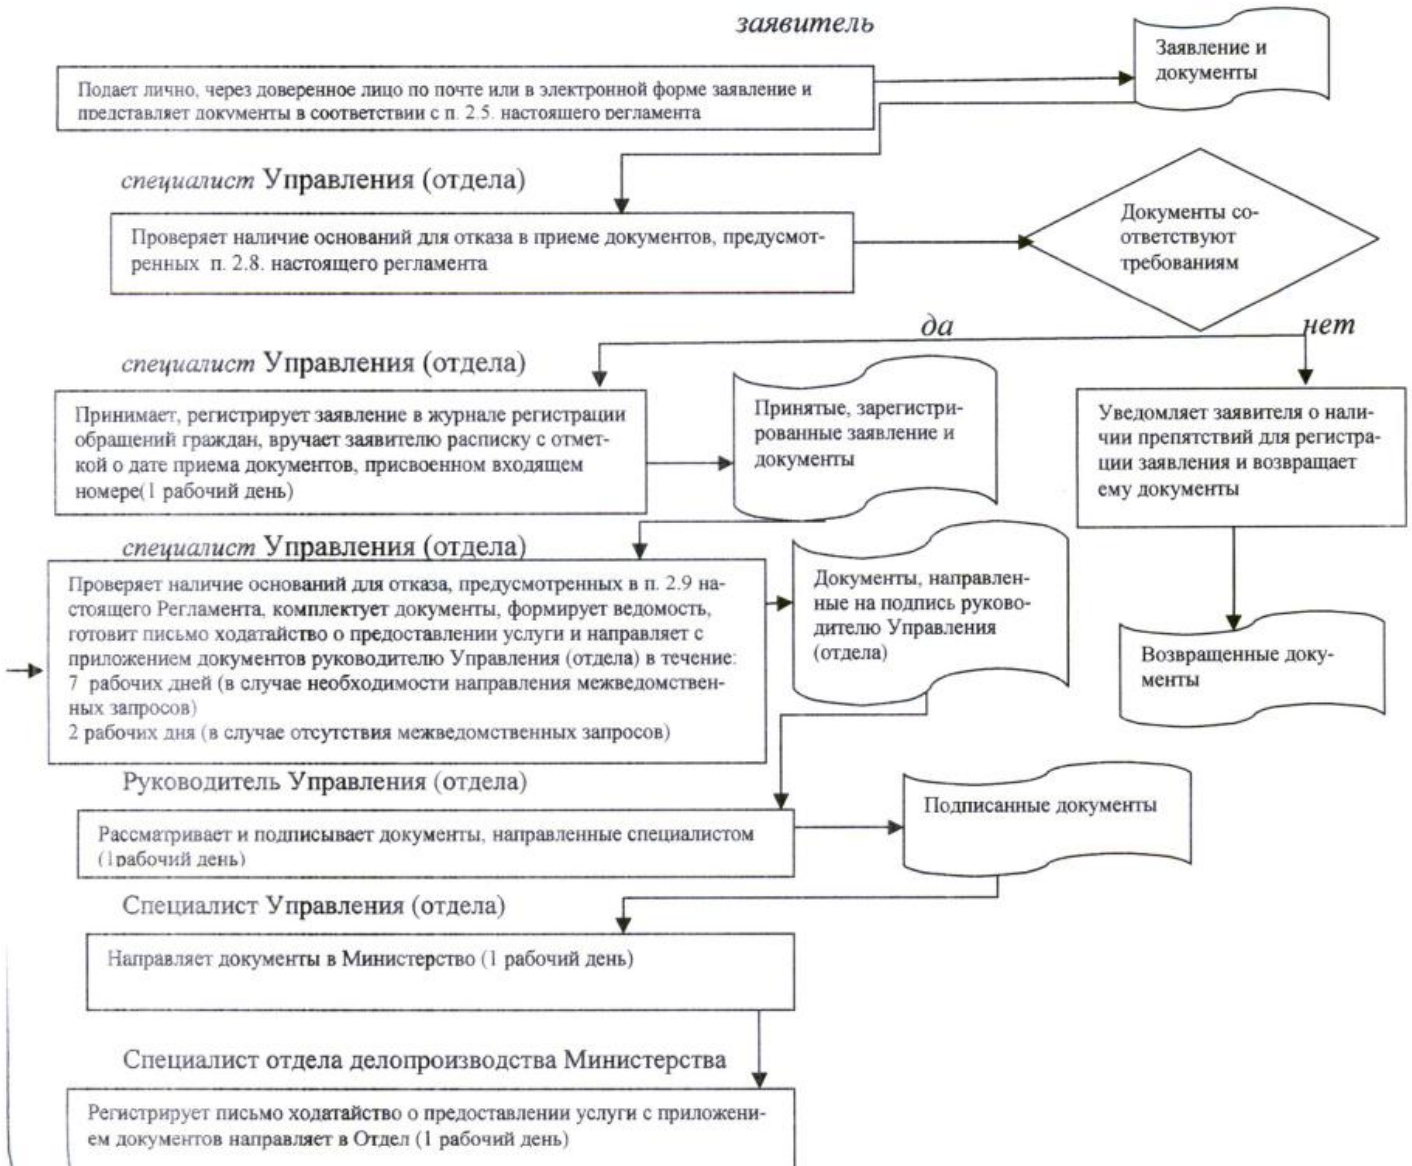 заявитель
Заявление и
документы
Подает лично, через доверенное лицо по почте или в электронной форме заявление и
представляет документы в соответствии с п. 2.5. настоящего регламента
специалист Управления (отдела)
Проверяет наличие оснований для отказа в приеме документов, предусмот-
ренных п. 2.8. настоящего регламента
Документы со-
ответствуют
требованиям
да
нет
специалист Управления (отдела)
Принимает, регистрирует заявление в журнале регистрации
обращений граждан, вручает заявителю расписку с отмет-
кой о дате приема документов, присвоенном входящем
номере(1 рабочий день)
Принятые, зарегистри-
рованные заявление и
документы
Уведомляет заявителя о нали-
чии препятствий для регистра-
ции заявления и возвращает
ему документы
специалист Управления (отдела)
Проверяет наличие оснований для отказа, предусмотренных в п. 2.9 на-
стоящего Регламента, комплектует документы, формирует ведомость,
готовит письмо ходатайство о предоставлении услуги и направляет с
приложением документов руководителю Управления (отдела) в течение:
7 рабочих дней (в случае необходимости направления межведомствен-
ных запросов)
2 рабочих дня (в случае отсутствия межведомственных запросов)
Документы, направлен-
ные на подпись руково-
дителю Управления
(отдела)
Возвращенные доку-
менты
Руководитель Управления (отдела)
Рассматривает и подписывает документы, направленные специалистом
(1рабочий день)
Подписанные документы
Специалист Управления (отдела)
Направляет документы в Министерство (1 рабочий день)
Специалист отдела делопроизводства Министерства
Регистрирует письмо ходатайство о предоставлении услуги с приложени-
ем документов направляет в Отдел (1 рабочий день)